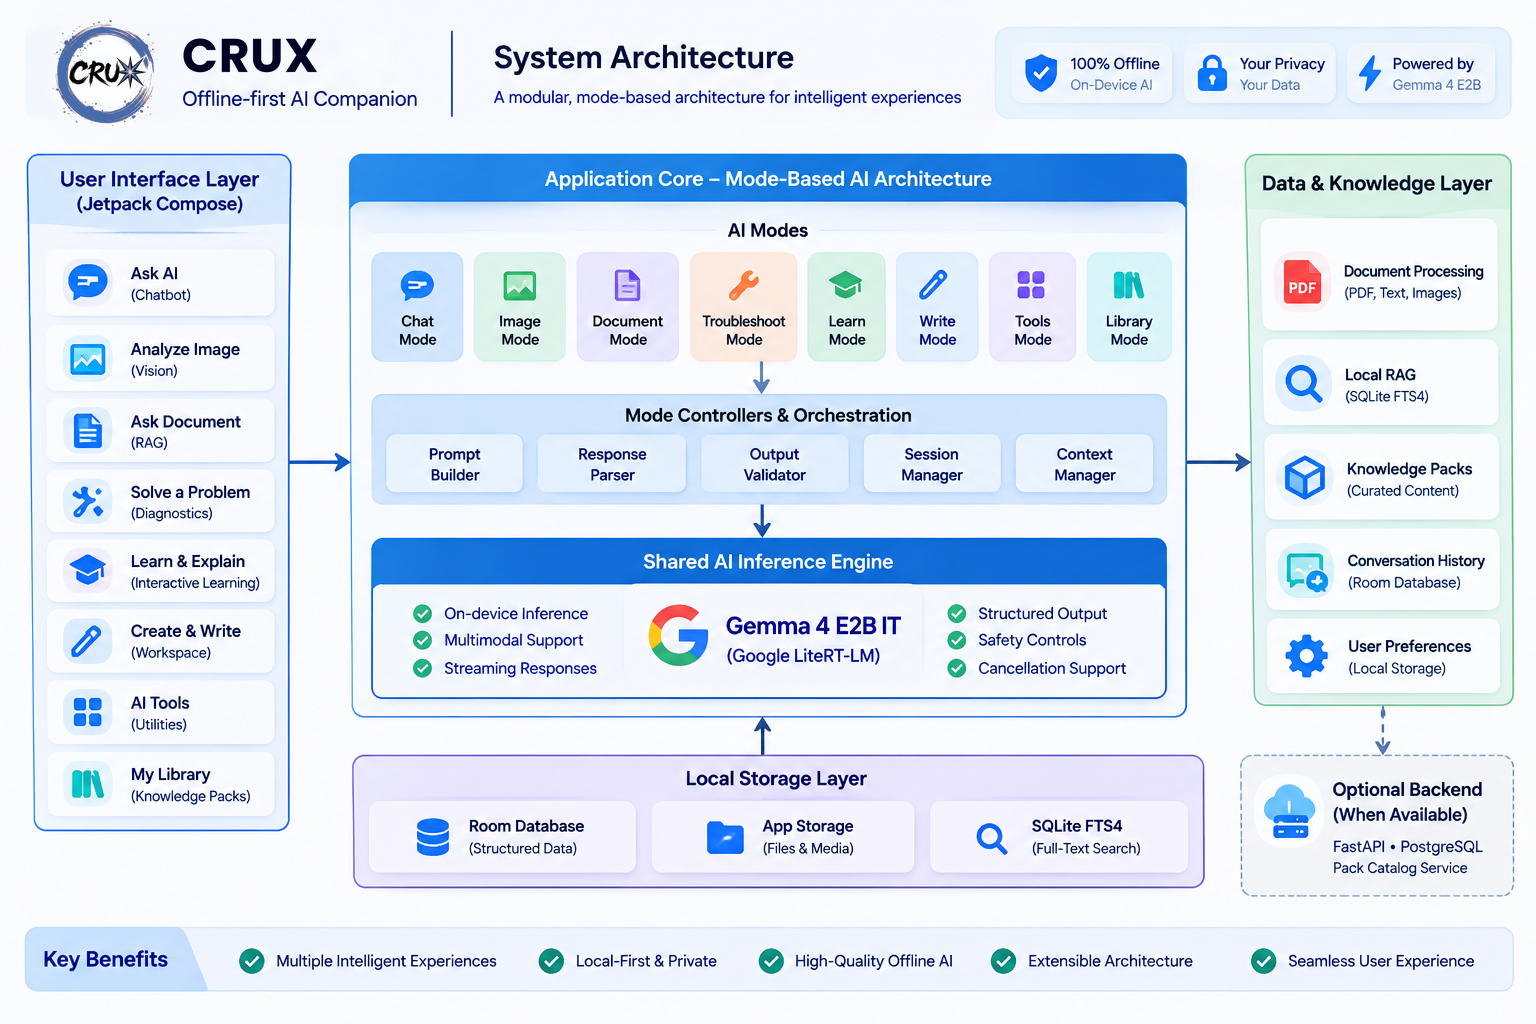 CRUX
CRUX
Offline-first AI Companion
System Architecture
A modular, mode-based architecture for intelligent experiences
100% Offline
On-Device AI
Your Privacy
Your Data
Powered by
Gemma 4 E2B
User Interface Layer
(Jetpack Compose)
Ask AI
(Chatbot)
Analyze Image
(Vision)
Ask Document
(RAG)
Solve a Problem
(Diagnostics)
Learn & Explain
(Interactive Learning)
Create & Write
(Workspace)
AI Tools
(Utilities)
My Library
(Knowledge Packs)
Application Core – Mode-Based AI Architecture
AI Modes
Chat
Mode
Image
Mode
Document
Mode
Troubleshoot
Mode
Learn
Mode
Write
Mode
Tools
Mode
Library
Mode
Mode Controllers & Orchestration
Prompt
Builder
Response
Parser
Output
Validator
Session
Manager
Context
Manager
Shared AI Inference Engine
On-device Inference
Multimodal Support
Streaming Responses
Gemma 4 E2B IT
(Google LiteRT-LM)
Structured Output
Safety Controls
Cancellation Support
Local Storage Layer
Room Database
(Structured Data)
App Storage
(Files & Media)
SQLite FTS4
(Full-Text Search)
Data & Knowledge Layer
PDF
Document Processing
(PDF, Text, Images)
Local RAG
(SQLite FTS4)
Knowledge Packs
(Curated Content)
Conversation History
(Room Database)
User Preferences
(Local Storage)
Optional Backend
(When Available)
FastAPI • PostgreSQL
Pack Catalog Service
Key Benefits
Multiple Intelligent Experiences
Local-First & Private
High-Quality Offline AI
Extensible Architecture
Seamless User Experience